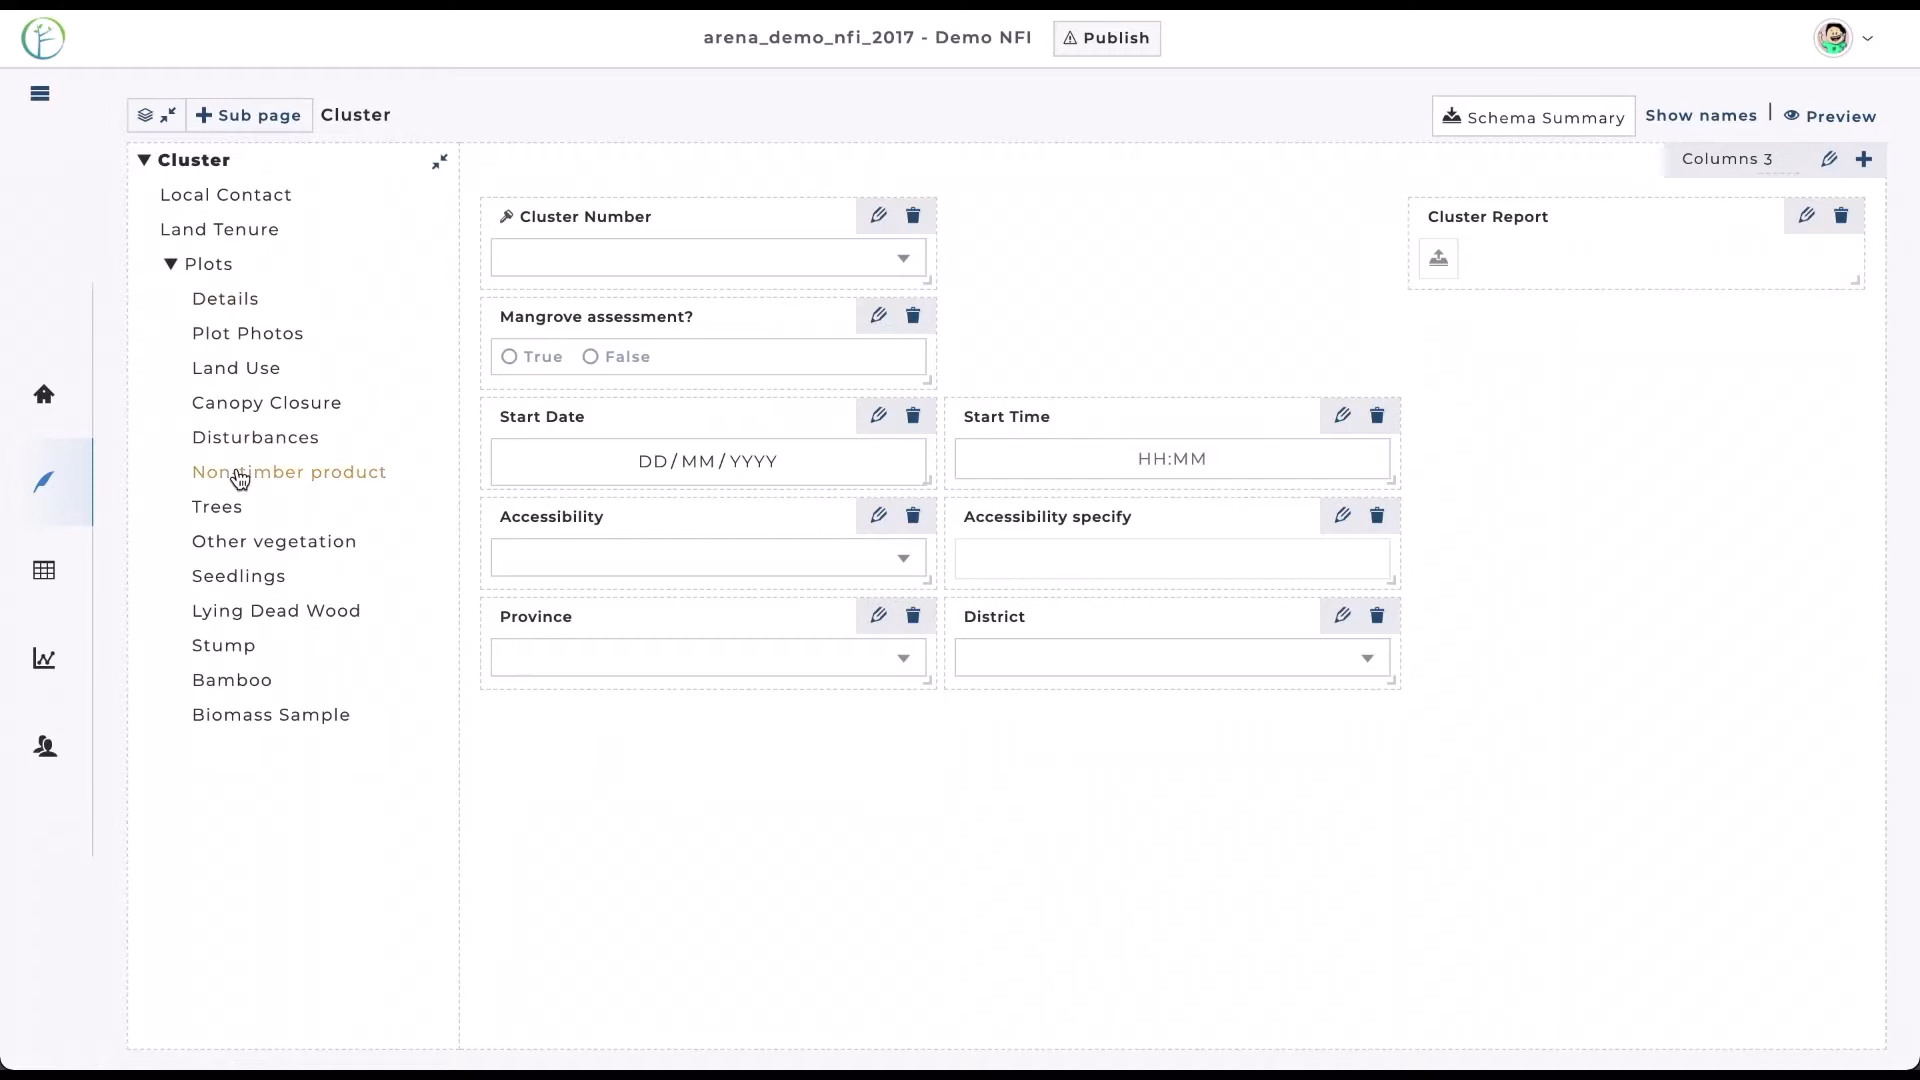 arena_demo_nfi_2017 - Demo NFI
Publish
Sub page
Cluster
Schema Summary
Show names
Preview
Cluster
Local Contact
Land Tenure
Plots
Details
Plot Photos
Land Use
Canopy Closure
Disturbances
Non timber product
Trees
Other vegetation
Seedlings
Lying Dead Wood
Stump
Bamboo
Biomass Sample
Columns 3
Cluster Number
Cluster Report
Mangrove assessment?
True
False
Start Date
Start Time
DD/MM/YYYY
HH:MM
Accessibility
Accessibility specify
Province
District